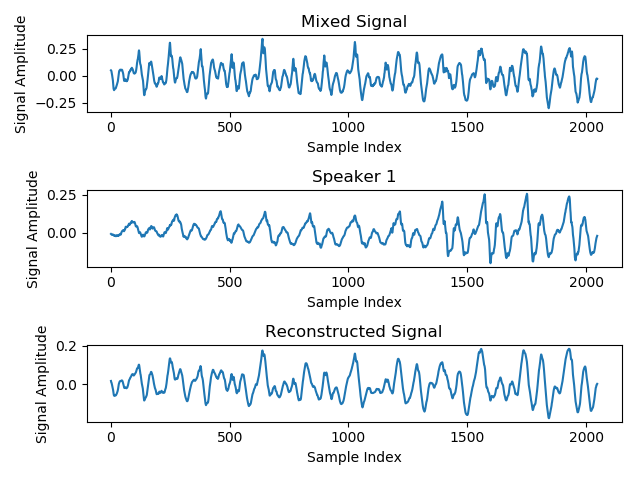 Mixed Signal
Signal Amplitude
0.25
0.00
−0.25
0 500 1000 1500 2000
Sample Index
Speaker 1
Signal Amplitude
0.25
0.00
0 500 1000 1500 2000
Sample Index
Reconstructed Signal
Signal Amplitude
0.2
0.0
0 500 1000 1500 2000
Sample Index